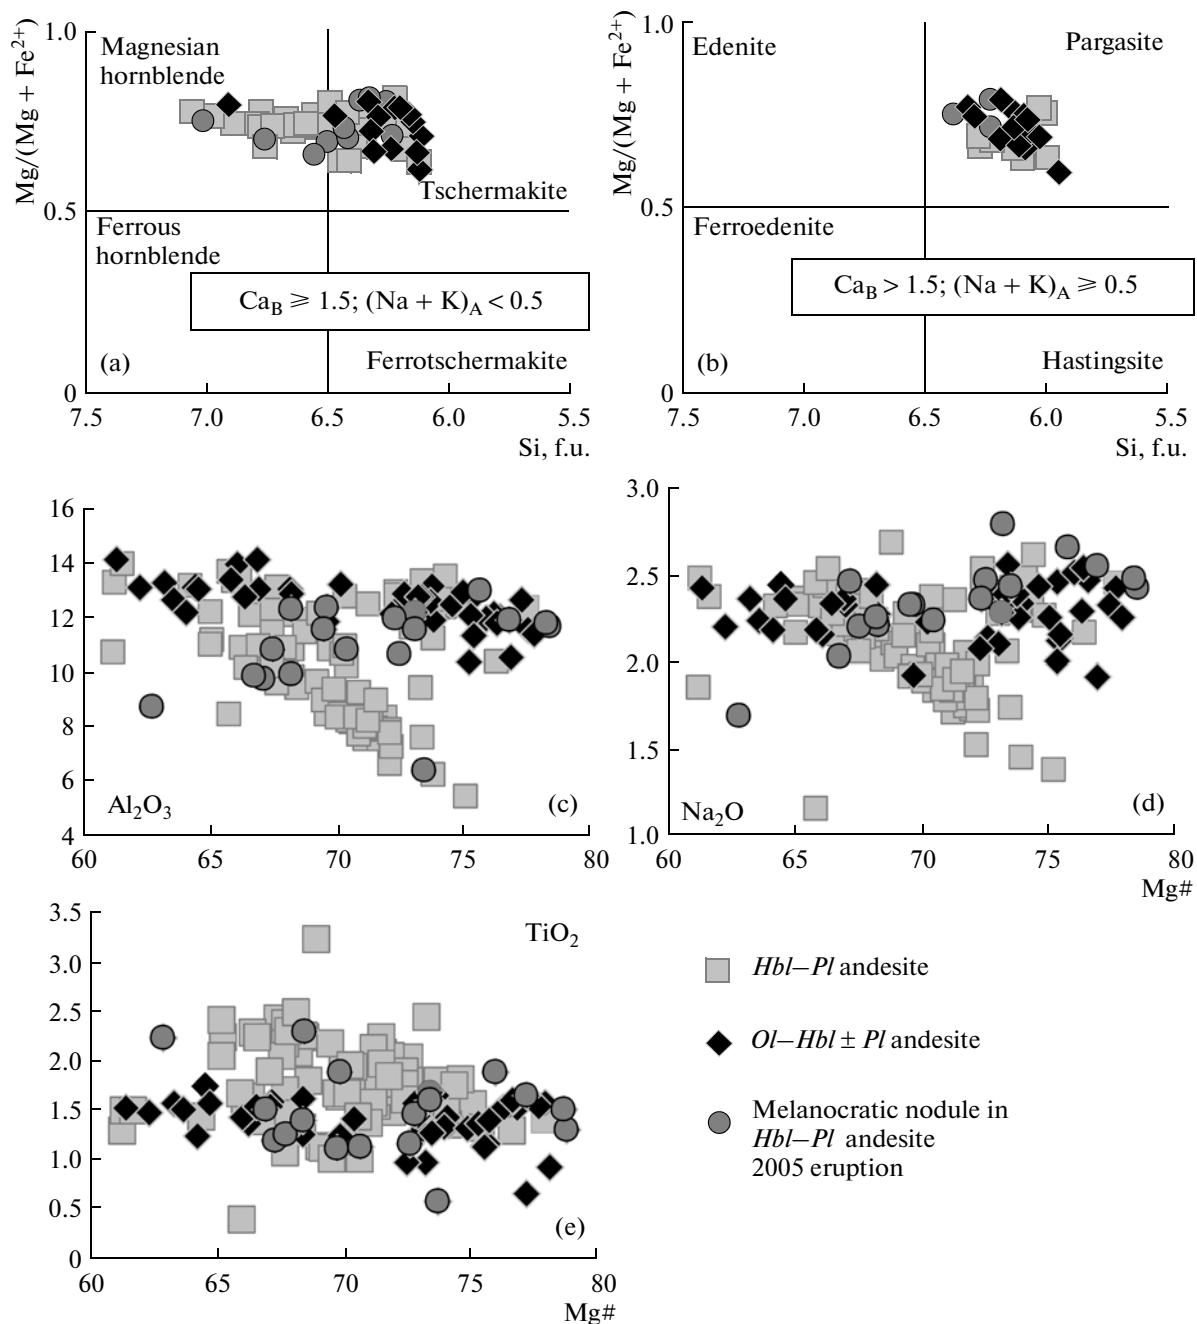 Mg/(Mg + Fe²⁺)
1.0
0.5
0
Magnesian
hornblende
Tschermakite
Ferrous
hornblende
Ca_B ⩾ 1.5; (Na + K)_A < 0.5
(a)
Ferrotschermakite
7.5 7.0 6.5 6.0 5.5
Si, f.u.
Mg/(Mg + Fe²⁺)
1.0
0.5
0
Edenite
Pargasite
Ferroedenite
Ca_B > 1.5; (Na + K)_A ⩾ 0.5
(b)
Hastingsite
7.5 7.0 6.5 6.0 5.5
Si, f.u.
16
14
12
10
8
6
4
Al₂O₃
(c)
60 65 70 75 80
3.0
2.5
2.0
1.5
1.0
Na₂O
(d)
60 65 70 75 80
Mg#
3.5
3.0
2.5
2.0
1.5
1.0
0.5
0
TiO₂
(e)
60 65 70 75 80
Mg#
Hbl–Pl andesite
Ol–Hbl ± Pl andesite
Melanocratic nodule in
Hbl–Pl andesite
2005 eruption